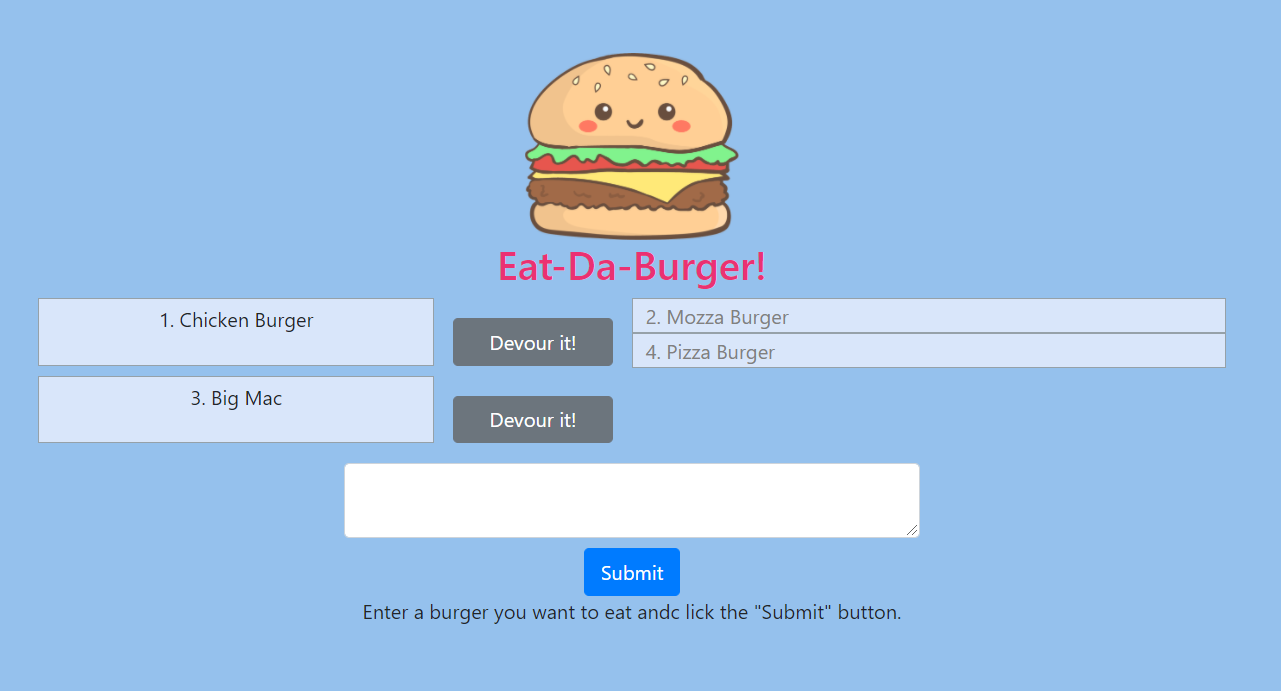 Eat-Da-Burger!
1. Chicken Burger
Devour it!
2. Mozza Burger
4. Pizza Burger
3. Big Mac
Devour it!
Submit
Enter a burger you want to eat andc lick the "Submit" button.